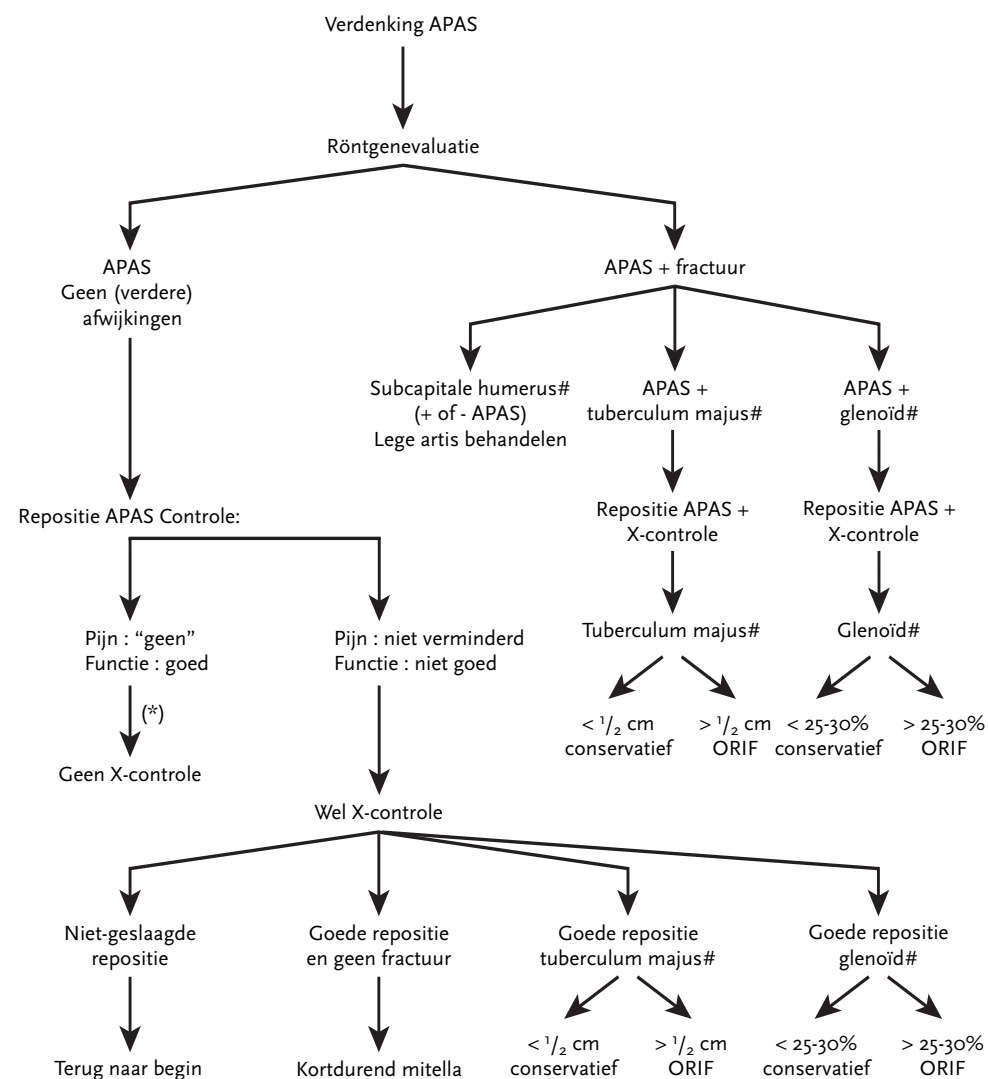 Verdenking APAS
Röntgenevaluatie
APAS
Geen (verdere)
afwijkingen
APAS + fractuur
Subcapitale humerus#
(+ of - APAS)
Lege artis behandelen
APAS +
tuberculum majus#
APAS +
glenoïd#
Repositie APAS Controle:
Repositie APAS +
X-controle
Repositie APAS +
X-controle
Pijn : “geen”
Functie : goed
Pijn : niet verminderd
Functie : niet goed
Tuberculum majus#
Glenoïd#
(*)
< 1/2 cm
conservatief
> 1/2 cm
ORIF
< 25-30%
conservatief
> 25-30%
ORIF
Geen X-controle
Wel X-controle
Niet-geslaagde
repositie
Goede repositie
en geen fractuur
Goede repositie
tuberculum majus#
Goede repositie
glenoïd#
Terug naar begin
Kortdurend mitella
< 1/2 cm
conservatief
> 1/2 cm
ORIF
< 25-30%
conservatief
> 25-30%
ORIF